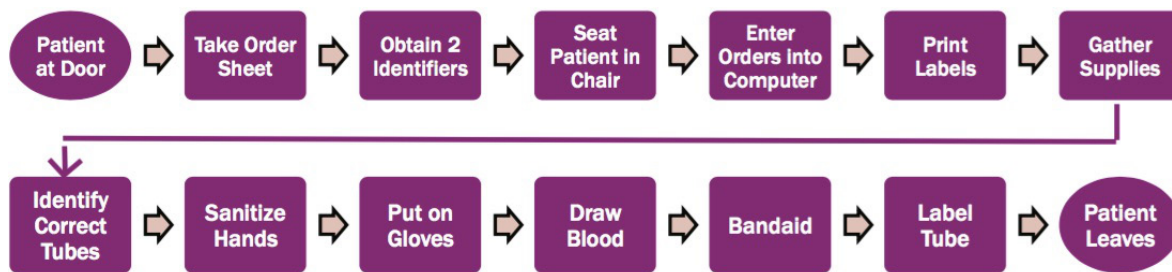 Patient
at Door
Take Order
Sheet
Obtain 2
Identifiers
Seat
Patient in
Chair
Enter
Orders into
Computer
Print
Labels
Gather
Supplies
Identify
Correct
Tubes
Sanitize
Hands
Put on
Gloves
Draw
Blood
Bandaid
Label
Tube
Patient
Leaves